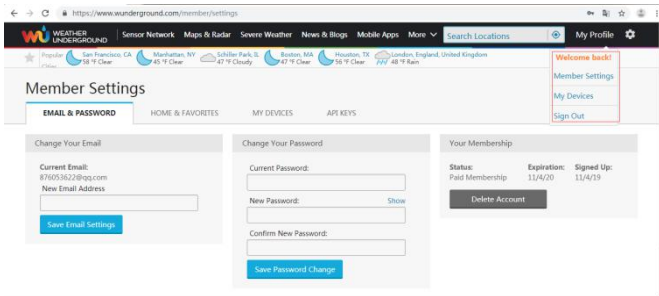 https://www.wunderground.com/member/settings
WEATHER UNDERGROUND
Sensor Network Maps & Radar Severe Weather News & Blogs Mobile Apps More Search Locations My Profile
Popular Cities
San Francisco, CA 58 °F Clear
Manhattan, NY 45 °F Clear
Schiller Park, IL 47 °F Cloudy
Boston, MA 47 °F Clear
Houston, TX 56 °F Clear
London, England, United Kingdom 48 °F Rain
Welcome back!
Member Settings
My Devices
Sign Out
Member Settings
EMAIL & PASSWORD HOME & FAVORITES MY DEVICES API KEYS
Change Your Email
Current Email:
876053622@qq.com
New Email Address
Save Email Settings
Change Your Password
Current Password:
New Password: Show
Confirm New Password:
Save Password Change
Your Membership
Status: Expiration: Signed Up:
Paid Membership 11/4/20 11/4/19
Delete Account